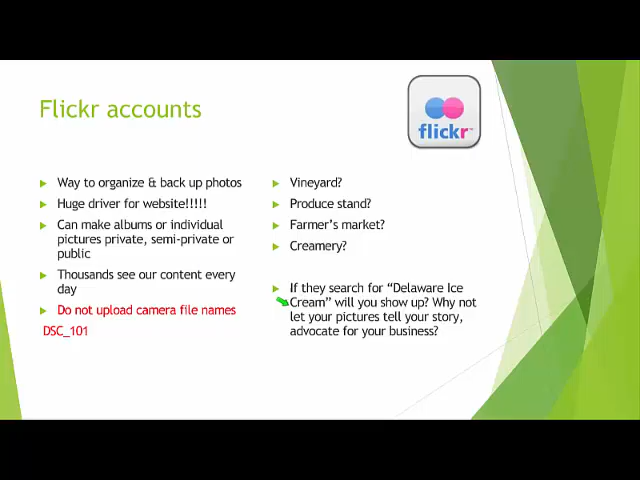 Flickr accounts
flickr™
Way to organize & back up photos
Huge driver for website!!!!!
Can make albums or individual
pictures private, semi-private or
public
Thousands see our content every
day
Do not upload camera file names
DSC_101
Vineyard?
Produce stand?
Farmer's market?
Creamery?
If they search for “Delaware Ice
Cream” will you show up? Why not
let your pictures tell your story,
advocate for your business?